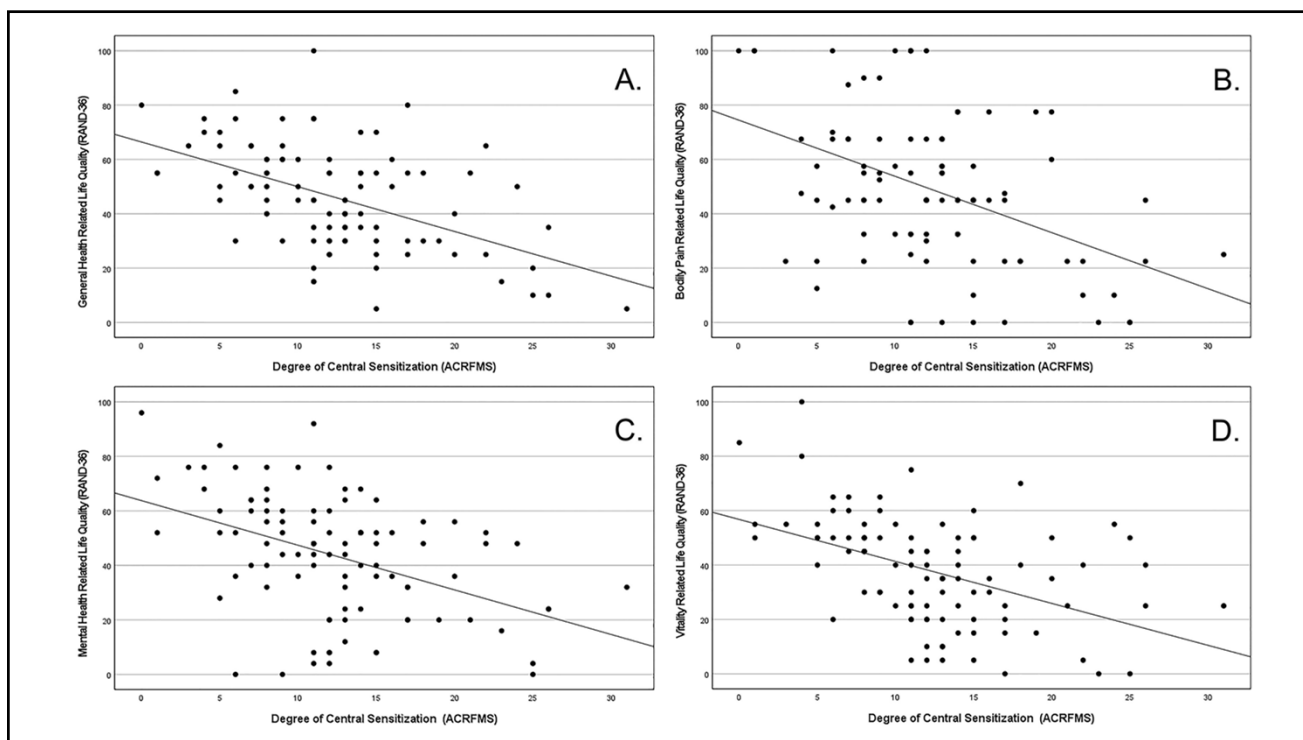 A.
General Health Related Life Quality (RAND-36)
100
80
60
40
20
0
0 5 10 15 20 25 30
Degree of Central Sensitization (ACRFMS)
B.
Bodily Pain Related Life Quality (RAND-36)
100
80
60
40
20
0
0 5 10 15 20 25 30
Degree of Central Sensitization (ACRFMS)
C.
Mental Health Related Life Quality (RAND-36)
100
80
60
40
20
0
0 5 10 15 20 25 30
Degree of Central Sensitization (ACRFMS)
D.
Vitality Related Life Quality (RAND-36)
100
80
60
40
20
0
0 5 10 15 20 25 30
Degree of Central Sensitization (ACRFMS)